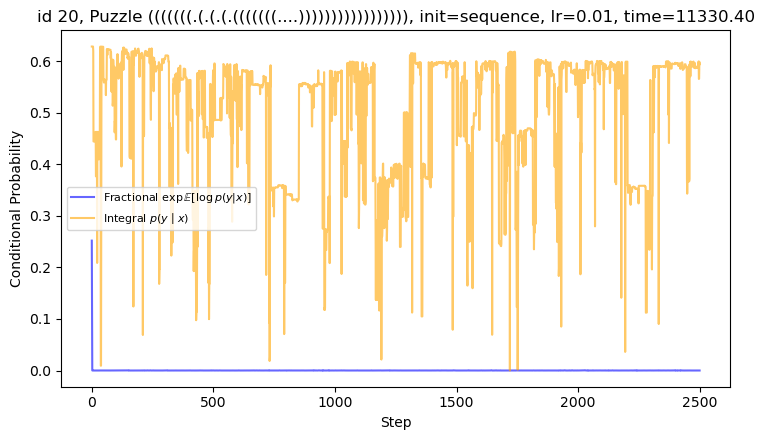 id 20, Puzzle (((((((.(.(.(.(((((((....))))))))))))))))), init=sequence, lr=0.01, time=11330.40
0.6
0.5
0.4
0.3
0.2
0.1
0.0
Conditional Probability
Fractional exp 𝔼[log p(y|x)]
Integral p(y | x)
0 500 1000 1500 2000 2500
Step